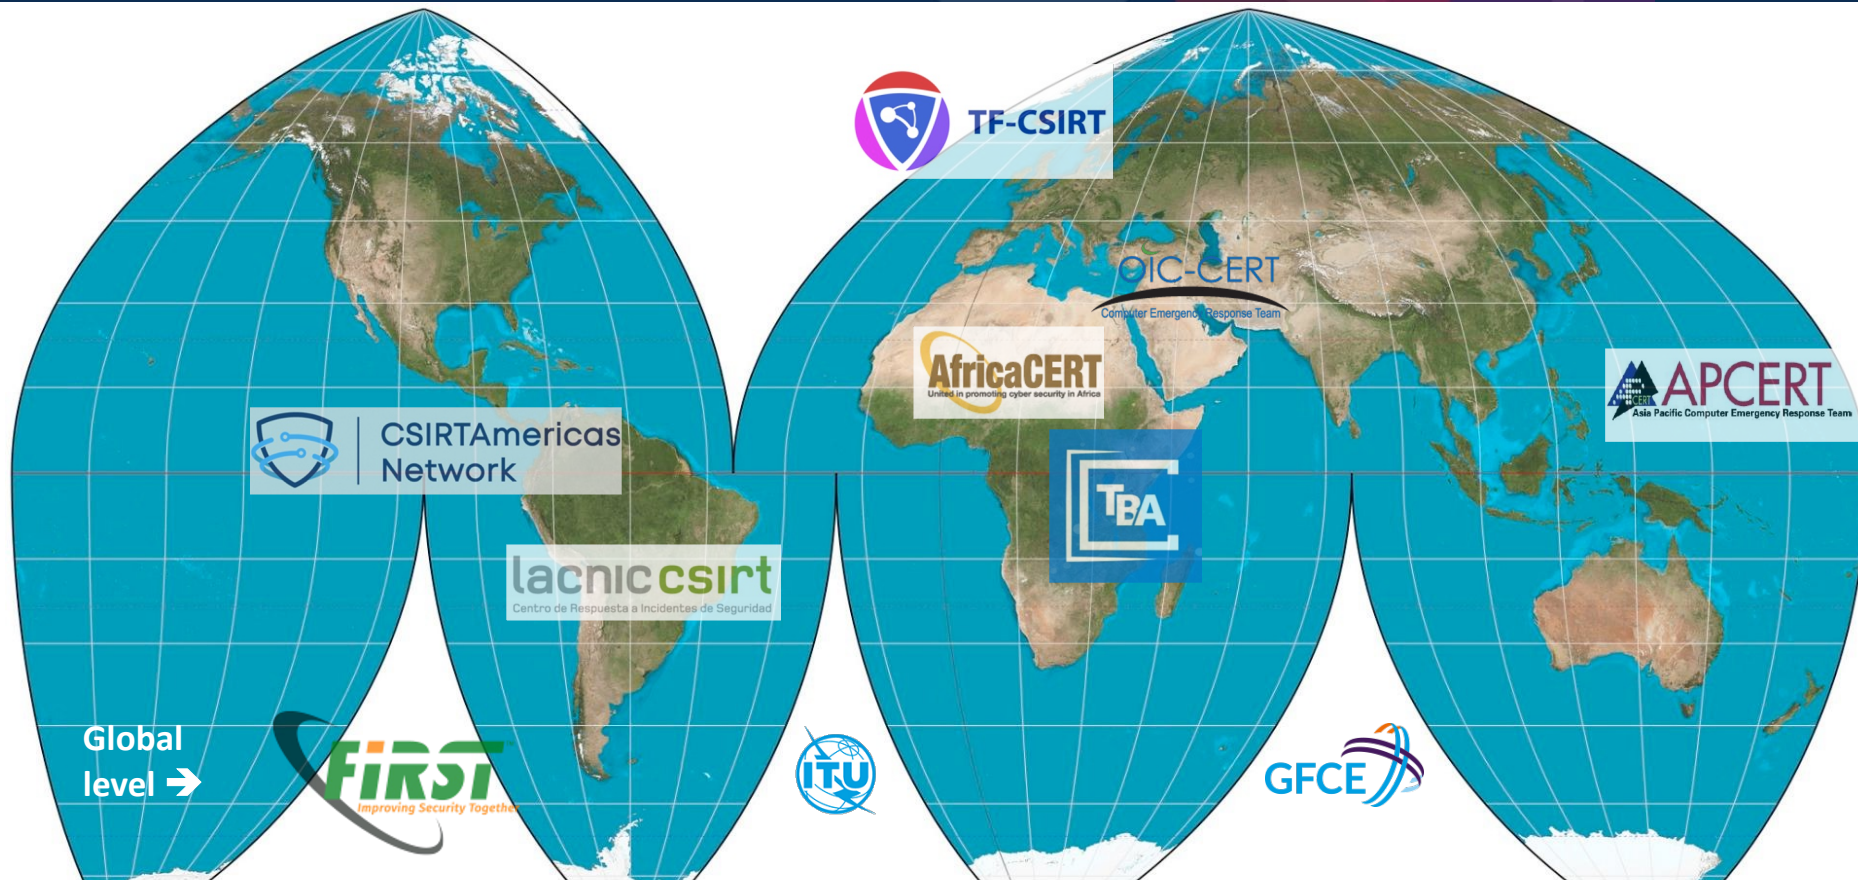 TF-CSIRT
OIC-CERT
Computer Emergency Response Team
AfricaCERT
United in promoting cyber security in Africa
APCERT
CERT
Asia Pacific Computer Emergency Response Team
CSIRTAmericas
Network
TBA
lacnic csirt
Centro de Respuesta a Incidentes de Seguridad
Global
level ➔
FiRST
Improving Security Together
ITU
GFCE